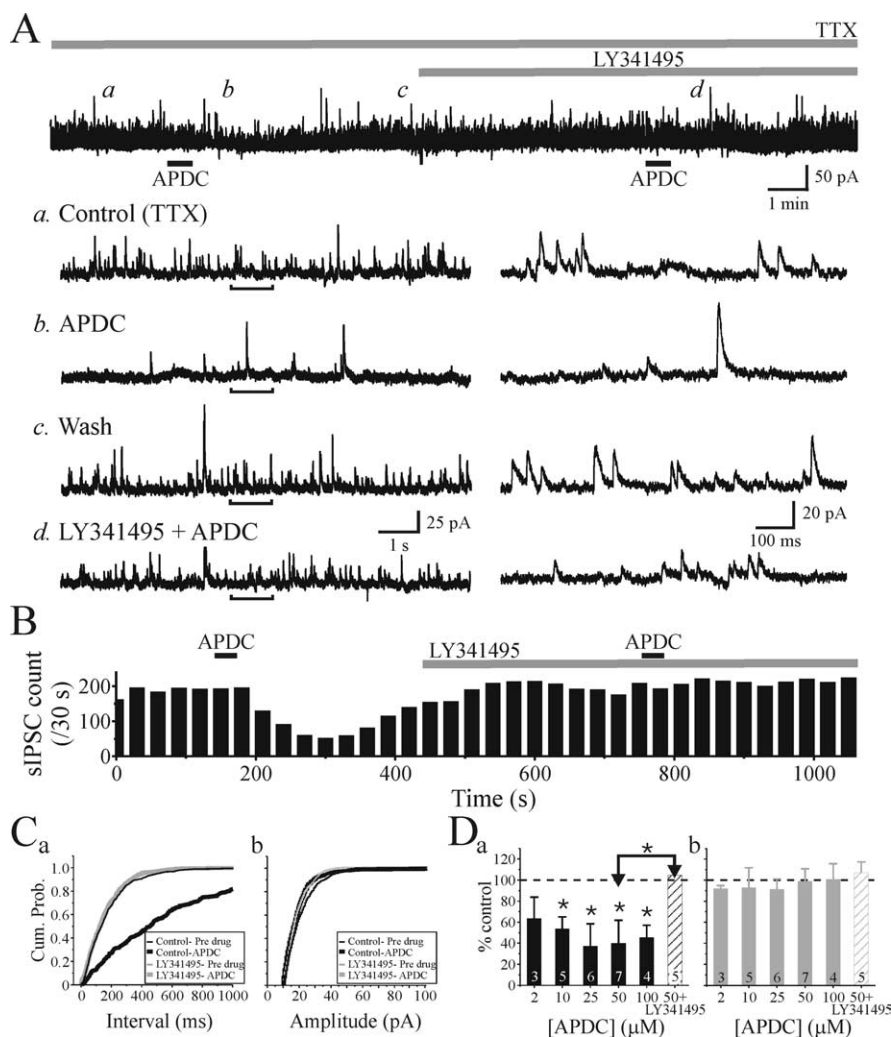 A
TTX
LY341495
a b c d
APDC APDC
50 pA
1 min
a. Control (TTX)
b. APDC
c. Wash
25 pA
1 s
20 pA
100 ms
d. LY341495 + APDC
B
APDC LY341495 APDC
sIPSC count
(/30 s)
200
100
0
0 200 400 600 800 1000
Time (s)
C
a
Cum. Prob.
1.0
0.8
0.6
0.4
0.2
0
Control- Pre drug
Control-APDC
LY341495- Pre drug
LY341495- APDC
0 200 400 600 800 1000
Interval (ms)
b
Control- Pre drug
Control-APDC
LY341495- Pre drug
LY341495- APDC
0 20 40 60 80 100
Amplitude (pA)
D
a
% control
120
100
80
60
40
20
0
* * * * *
3 5 6 7 4 5
2 10 25 50 100 50+
LY341495
[APDC] (μM)
b
3 5 6 7 4 5
2 10 25 50 100 50+
LY341495
[APDC] (μM)